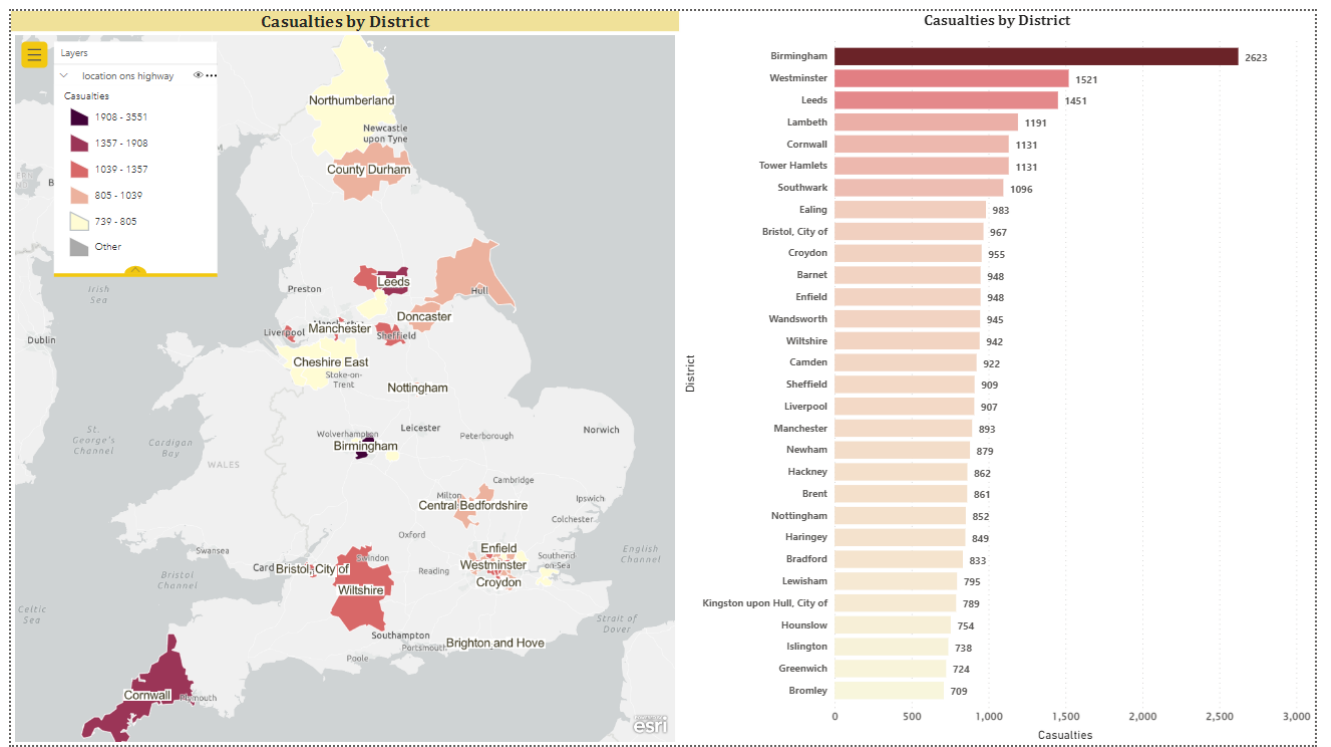 Casualties by District
Layers
location ons highway
Casualties
1908 - 3551
1357 - 1908
1039 - 1357
805 - 1039
739 - 805
Other
Northumberland
Newcastle
upon Tyne
County Durham
Irish
Sea
Preston
Leeds
Hull
Doncaster
Liverpool
Manchester
Sheffield
Dublin
Cheshire East
Stoke-on-
Trent
Nottingham
St.
George's
Channel
Cardigan
Bay
WALES
Wolverhampton
Birmingham
Leicester
Peterborough
Norwich
Cambridge
Milton
Central Bedfordshire
Ipswich
Colchester
Oxford
Swansea
Card
Bristol, City of
Swindon
Enfield
Westminster
Croydon
Reading
Southend
-on-Sea
English
Channel
Bristol
Channel
Wiltshire
Celtic
Sea
Southampton
Portsmouth
Brighton and Hove
Strait of
Dover
Poole
Cornwall
Plymouth
POWERED BY
esri
Casualties by District
District
Birmingham 2623
Westminster 1521
Leeds 1451
Lambeth 1191
Cornwall 1131
Tower Hamlets 1131
Southwark 1096
Ealing 983
Bristol, City of 967
Croydon 955
Barnet 948
Enfield 948
Wandsworth 945
Wiltshire 942
Camden 922
Sheffield 909
Liverpool 907
Manchester 893
Newham 879
Hackney 862
Brent 861
Nottingham 852
Haringey 849
Bradford 833
Lewisham 795
Kingston upon Hull, City of 789
Hounslow 754
Islington 738
Greenwich 724
Bromley 709
0 500 1,000 1,500 2,000 2,500 3,000
Casualties